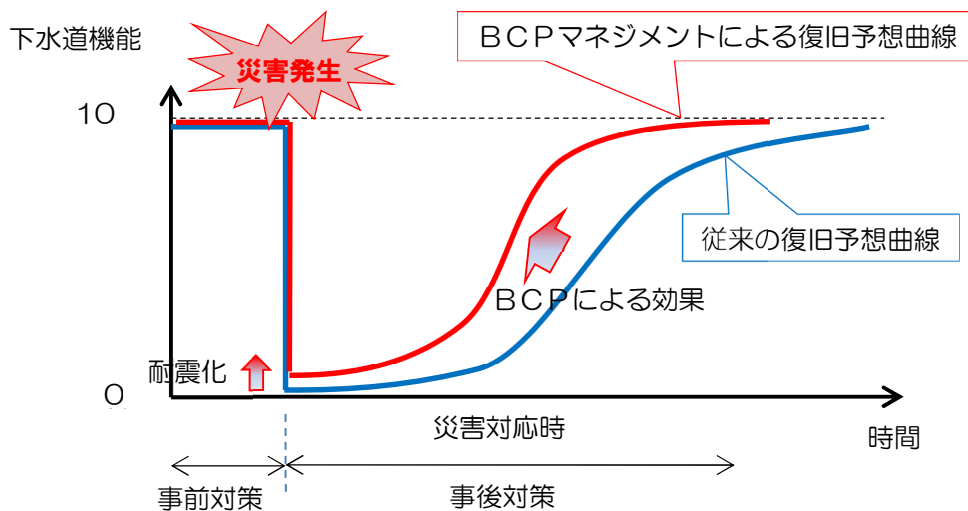 下水道機能
災害発生
BCPマネジメントによる復旧予想曲線
10
従来の復旧予想曲線
BCPによる効果
耐震化
0
災害対応時
時間
事前対策
事後対策